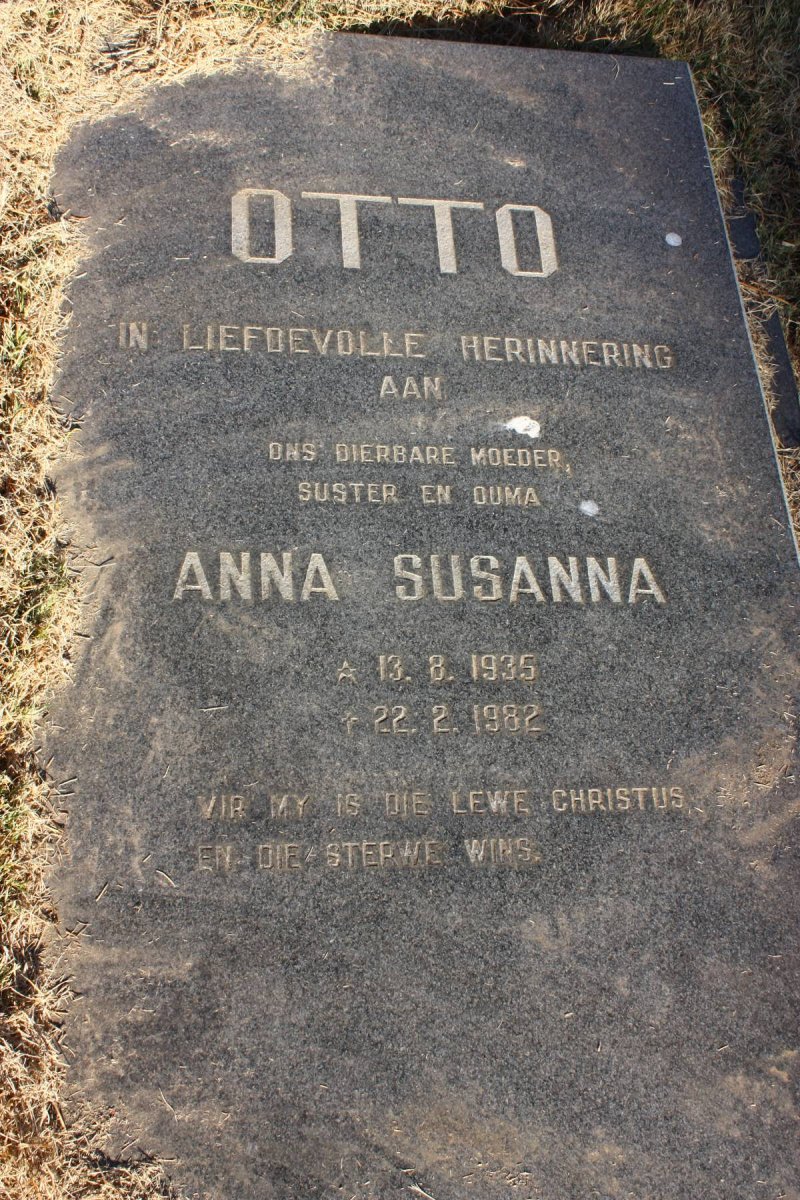 OTTO
IN LIEFDEVOLLE HERINNERING
AAN
ONS DIERBARE MOEDER,
SUSTER EN OUMA
ANNA SUSANNA
☆ 13. 8. 1935
✝ 22. 2. 1982
VIR MY IS DIE LEWE CHRISTUS,
EN DIE STERWE WINS.